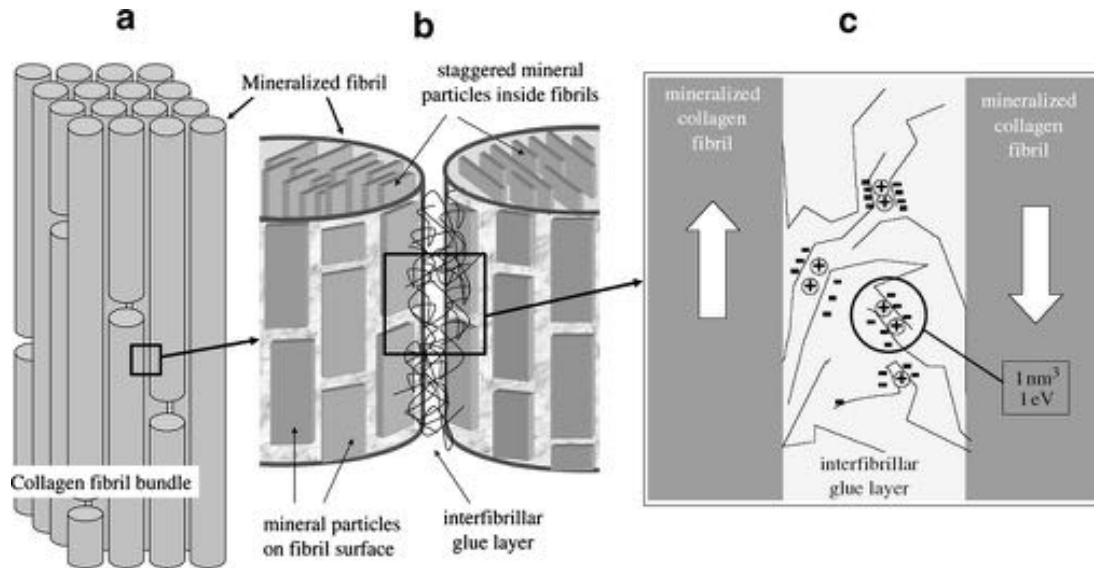 a
b
c
Mineralized fibril
staggered mineral
particles inside fibrils
Collagen fibril bundle
mineral particles
on fibril surface
interfibrillar
glue layer
mineralized
collagen
fibril
mineralized
collagen
fibril
1 nm³
1 eV
interfibrillar
glue layer